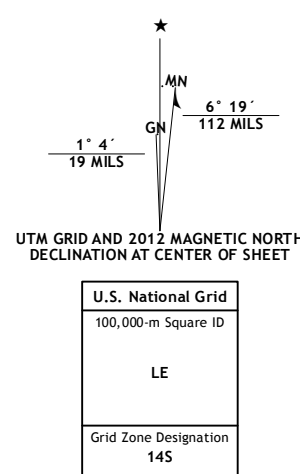 ★
MN
6° 19´
112 MILS
GN
1° 4´
19 MILS
UTM GRID AND 2012 MAGNETIC NORTH
DECLINATION AT CENTER OF SHEET
U.S. National Grid
100,000-m Square ID
LE
Grid Zone Designation
14S